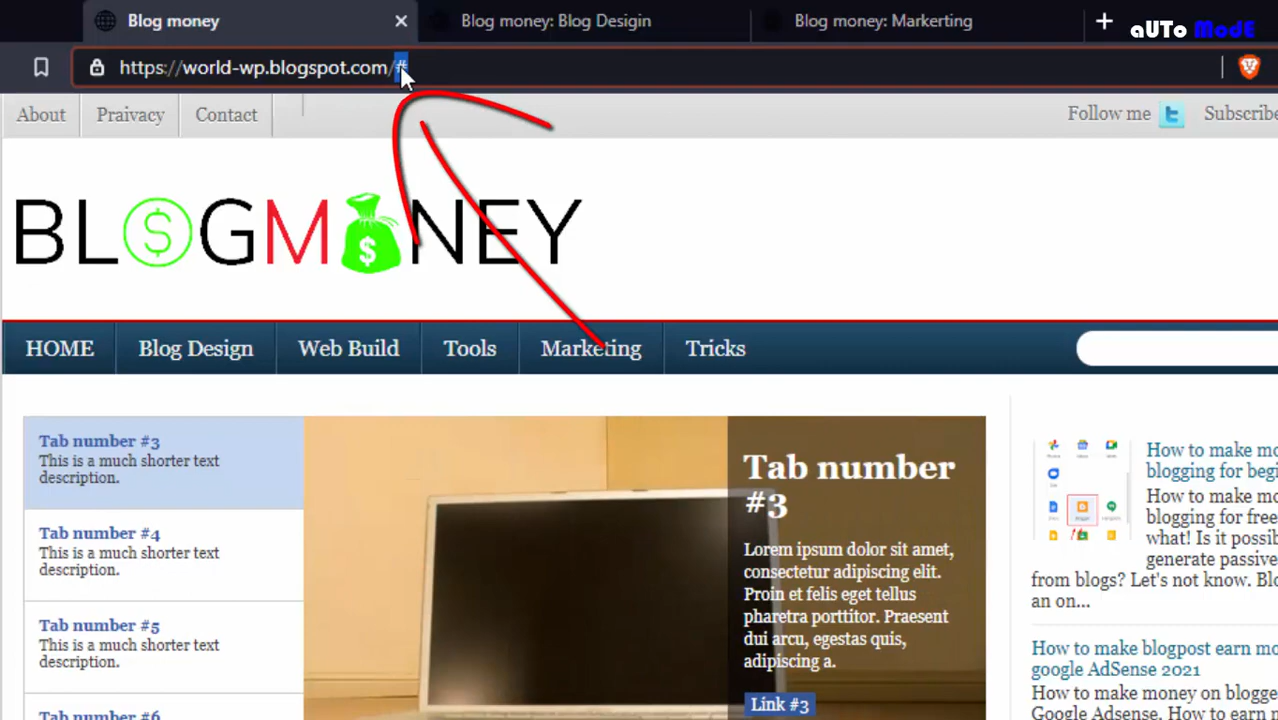 Blog money
Blog money: Blog Desigin
Blog money: Markerting
aUTo ModE
https://world-wp.blogspot.com/#
About
Praivacy
Contact
Follow me
Subscribe
BLOGMONEY
HOME
Blog Design
Web Build
Tools
Marketing
Tricks
Tab number #3
This is a much shorter text
description.
Tab number #4
This is a much shorter text
description.
Tab number #5
This is a much shorter text
description.
Tab number #6
Tab number
#3
Lorem ipsum dolor sit amet,
consectetur adipiscing elit.
Proin et felis eget tellus
pharetra porttitor. Praesent
dui arcu, egestas quis,
adipiscing a.
Link #3
How to make mo
blogging for begi
How to make mo
blogging for free
what! Is it possib
generate passive
from blogs? Let's not know. Blo
an on...
How to make blogpost earn mo
google AdSense 2021
How to make money on blogge
Google Adsense. How to earn m